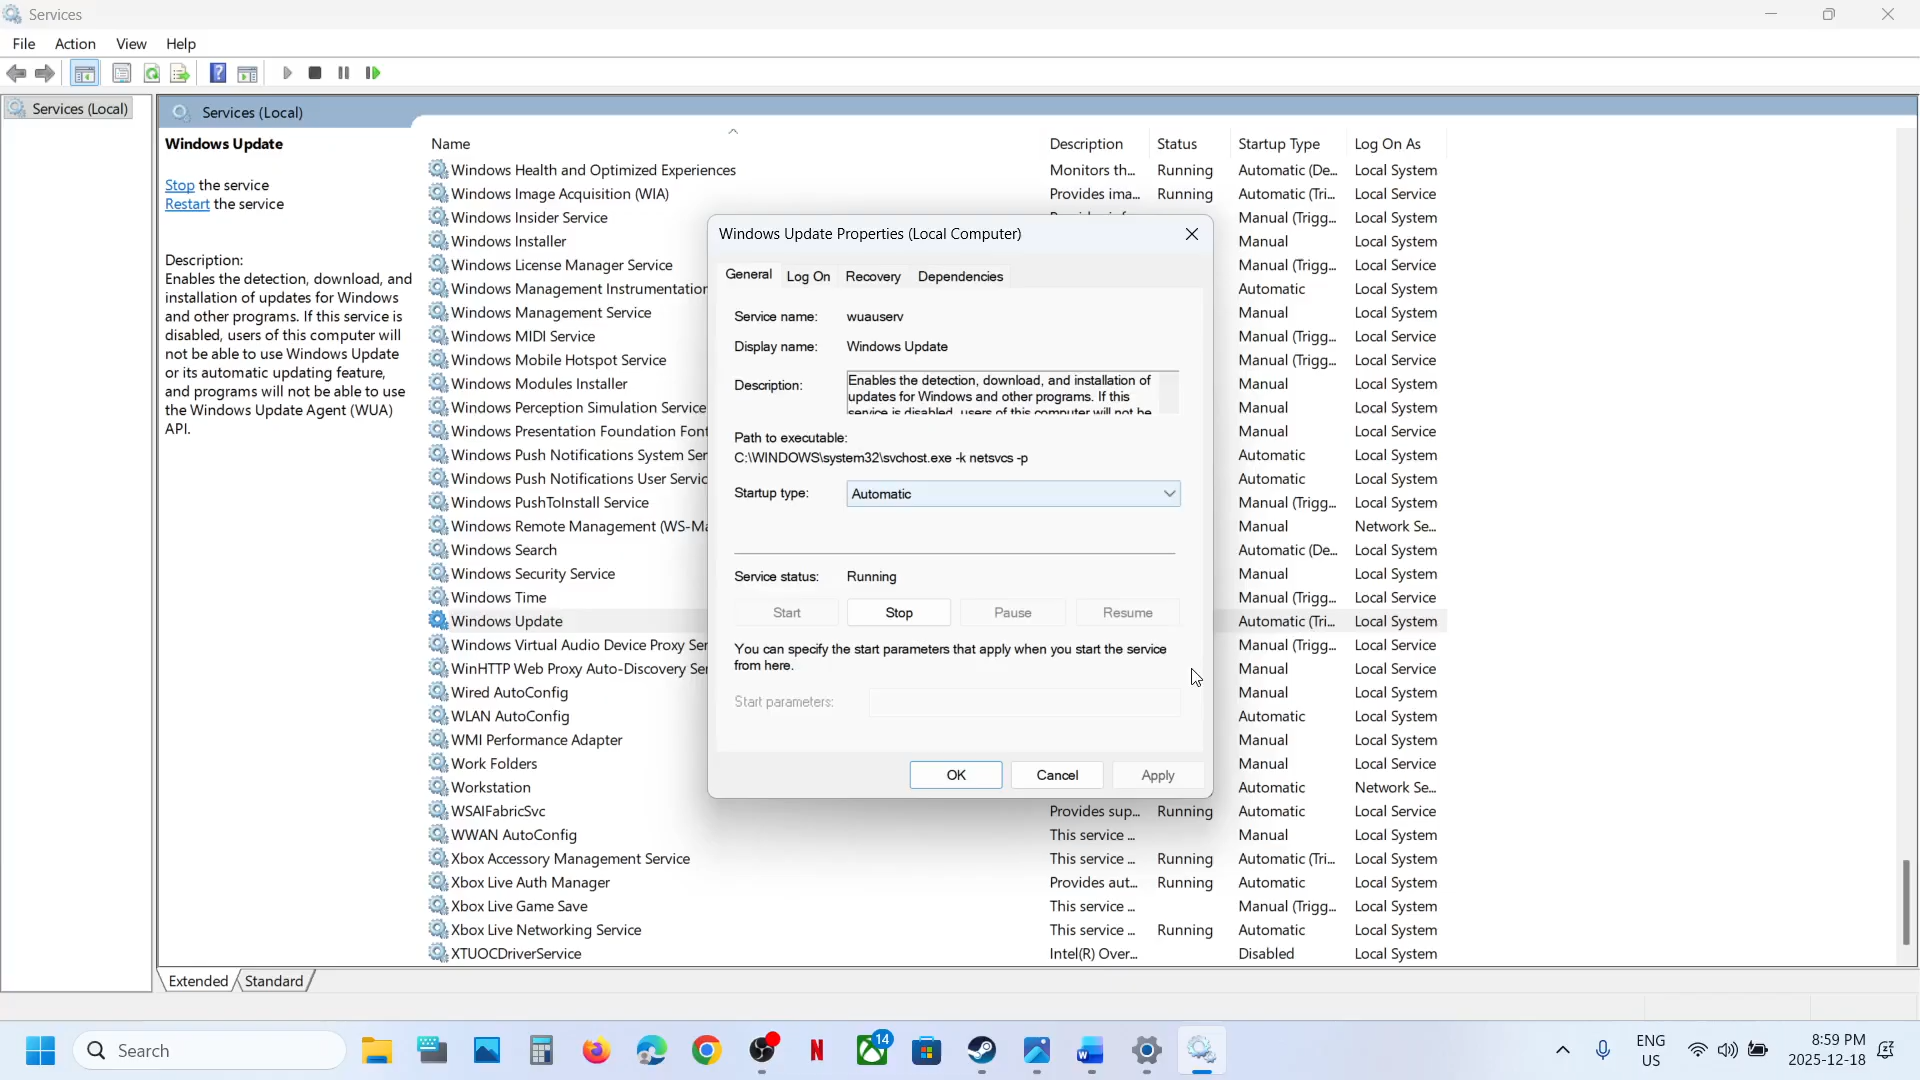 Services
File Action View Help
Services (Local)
Services (Local)
Windows Update
Stop the service
Restart the service
Description:
Enables the detection, download, and
installation of updates for Windows
and other programs. If this service is
disabled, users of this computer will
not be able to use Windows Update
or its automatic updating feature,
and programs will not be able to use
the Windows Update Agent (WUA)
API.
Name Description Status Startup Type Log On As
Windows Health and Optimized Experiences Monitors th... Running Automatic (De... Local System
Windows Image Acquisition (WIA) Provides ima... Running Automatic (Tri... Local Service
Windows Insider Service Manual (Trigg... Local System
Windows Installer Manual Local System
Windows License Manager Service Manual (Trigg... Local Service
Windows Management Instrumentation Automatic Local System
Windows Management Service Manual Local System
Windows MIDI Service Manual (Trigg... Local System
Windows Mobile Hotspot Service Manual (Trigg... Local Service
Windows Modules Installer Manual Local System
Windows Perception Simulation Service Manual Local System
Windows Presentation Foundation Font Manual Local Service
Windows Push Notifications System Ser Automatic Local System
Windows Push Notifications User Servic Automatic Local System
Windows PushToInstall Service Manual (Trigg... Local System
Windows Remote Management (WS-Ma Manual Network Se...
Windows Search Automatic (De... Local System
Windows Security Service Manual Local System
Windows Time Manual (Trigg... Local Service
Windows Update Automatic (Tri... Local System
Windows Virtual Audio Device Proxy Ser Manual (Trigg... Local System
WinHTTP Web Proxy Auto-Discovery Ser Manual Local Service
Wired AutoConfig Manual Local System
WLAN AutoConfig Automatic Local System
WMI Performance Adapter Manual Local System
Work Folders Manual Local Service
Workstation Automatic Network Se...
WSAIFabricSvc Provides sup... Running Automatic Local Service
WWAN AutoConfig This service ... Manual Local System
Xbox Accessory Management Service This service ... Running Automatic (Tri... Local System
Xbox Live Auth Manager Provides aut... Running Automatic Local System
Xbox Live Game Save This service ... Manual (Trigg... Local System
Xbox Live Networking Service This service ... Running Automatic Local System
XTUOCDriverService Intel(R) Over... Disabled Local System
Windows Update Properties (Local Computer)
General Log On Recovery Dependencies
Service name: wuauserv
Display name: Windows Update
Description: Enables the detection, download, and installation of
updates for Windows and other programs. If this
service is disabled, users of this computer will not be
Path to executable:
C:\WINDOWS\system32\svchost.exe -k netsvcs -p
Startup type: Automatic
Service status: Running
Start Stop Pause Resume
You can specify the start parameters that apply when you start the service
from here.
Start parameters:
OK Cancel Apply
Extended Standard
Search
14
ENG
US
8:59 PM
2025-12-18